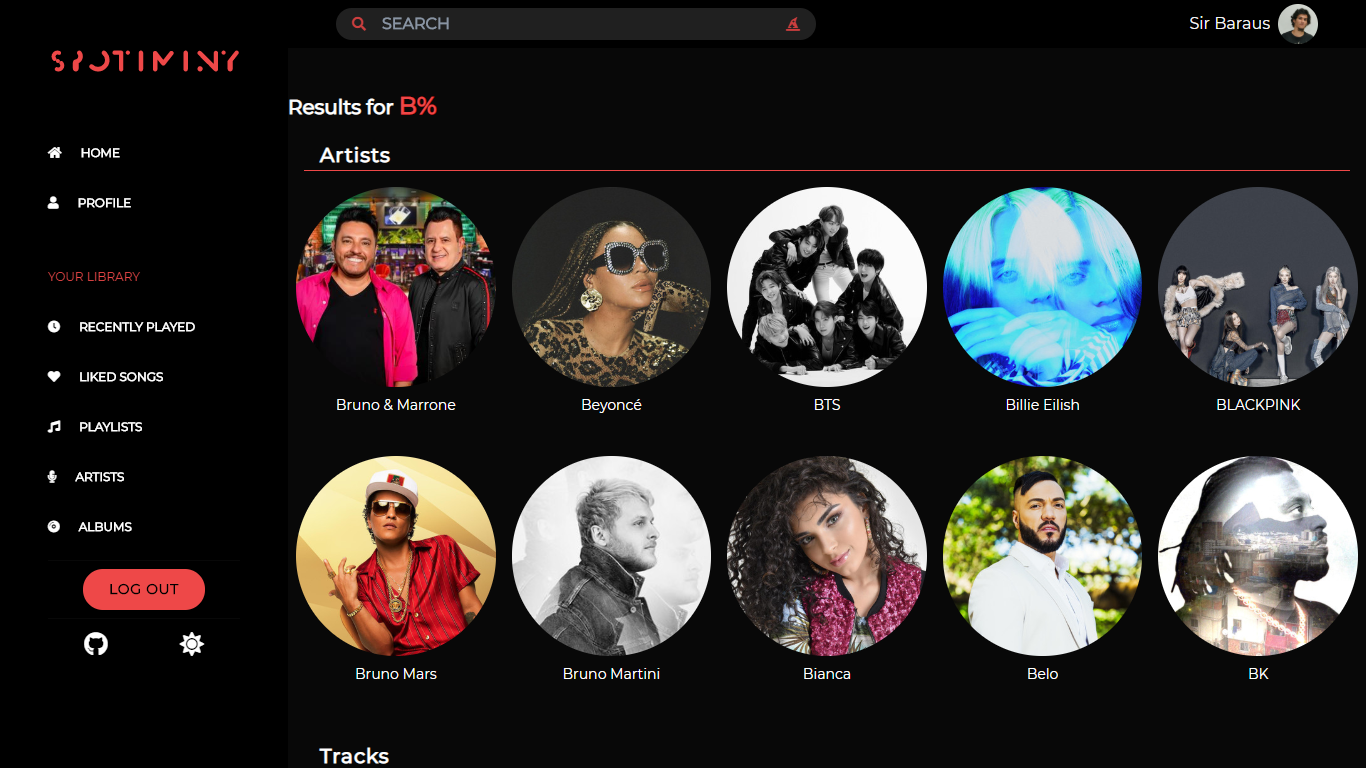 SPOTIMINY
SEARCH
Sir Baraus
HOME
PROFILE
YOUR LIBRARY
RECENTLY PLAYED
LIKED SONGS
PLAYLISTS
ARTISTS
ALBUMS
LOG OUT
Results for B%
Artists
Bruno & Marrone
Beyoncé
BTS
Billie Eilish
BLACKPINK
Bruno Mars
Bruno Martini
Bianca
Belo
BK
Tracks